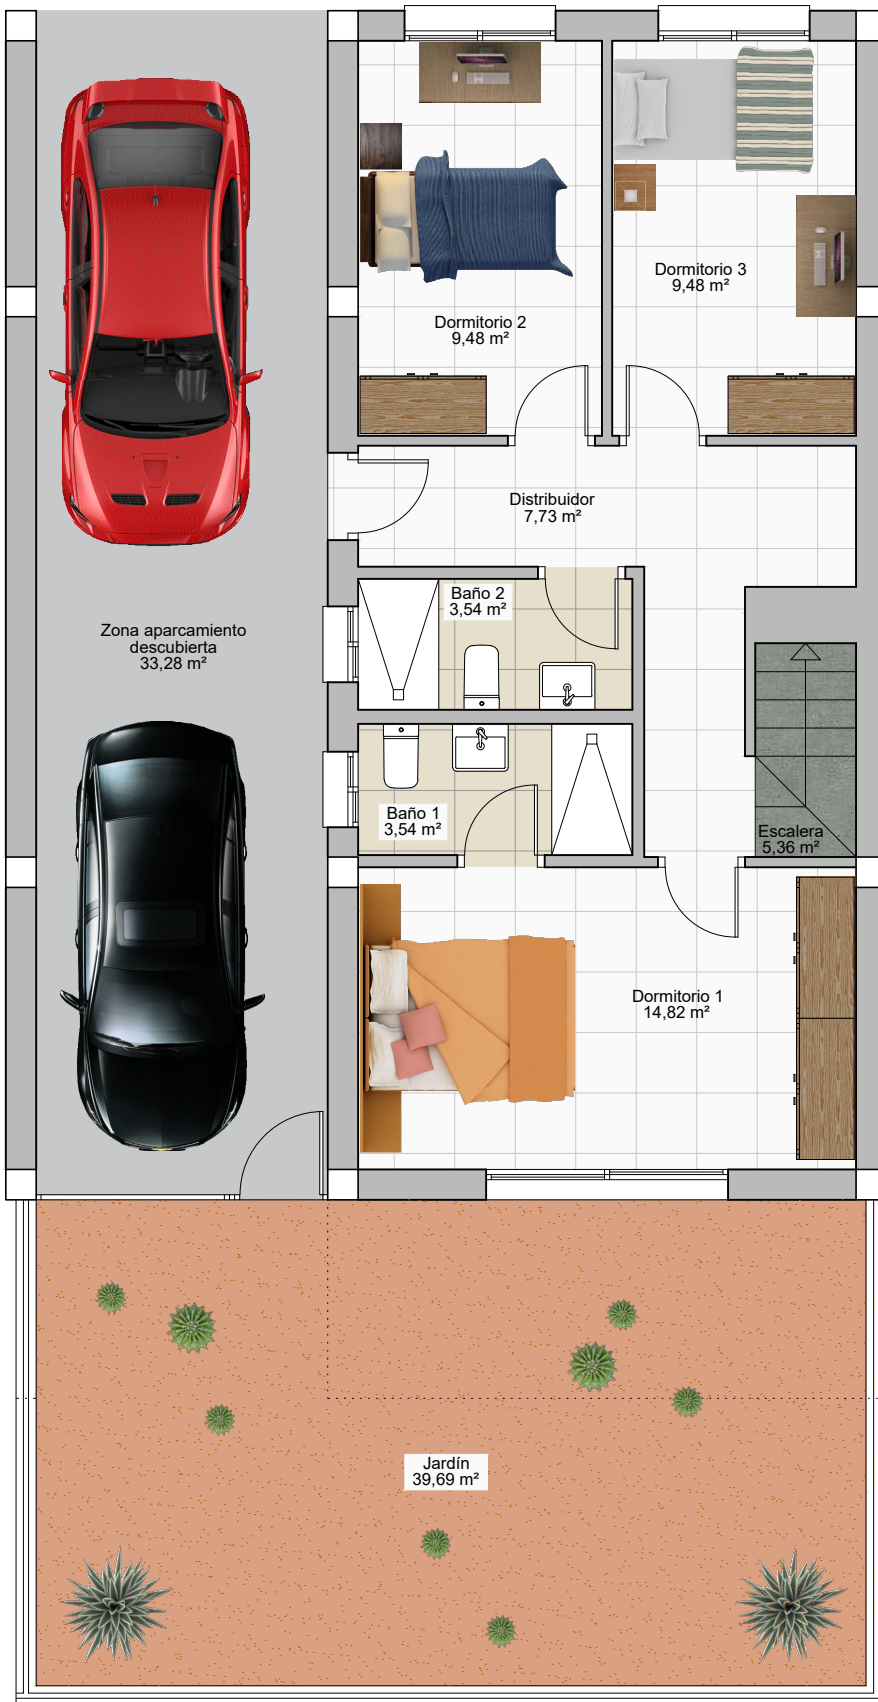 Dormitorio 3
9,48 m²
Dormitorio 2
9,48 m²
Distribuidor
7,73 m²
Baño 2
3,54 m²
Zona aparcamiento
descubierta
33,28 m²
Baño 1
3,54 m²
Escalera
5,36 m²
Dormitorio 1
14,82 m²
Jardín
39,69 m²